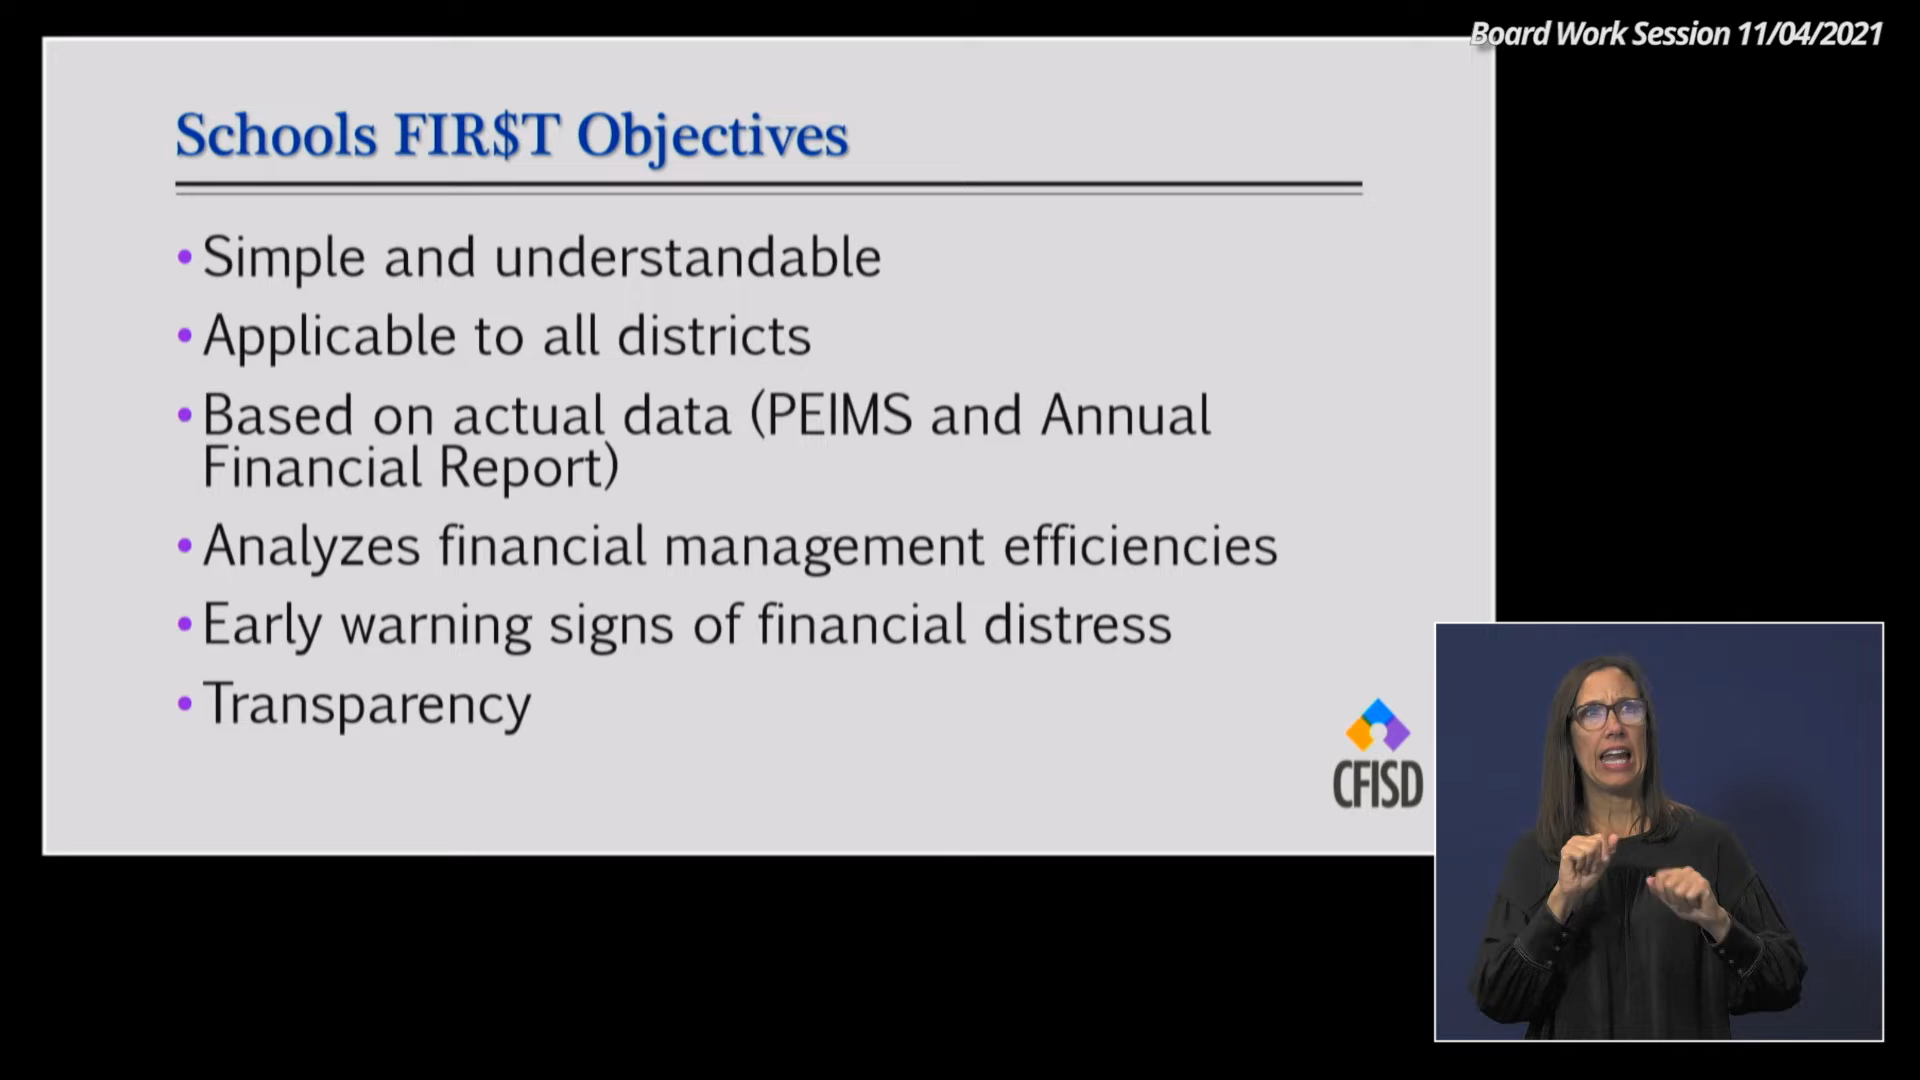 Board Work Session 11/04/2021
Schools FIR$T Objectives
• Simple and understandable
• Applicable to all districts
• Based on actual data (PEIMS and Annual
Financial Report)
• Analyzes financial management efficiencies
• Early warning signs of financial distress
• Transparency
CFISD